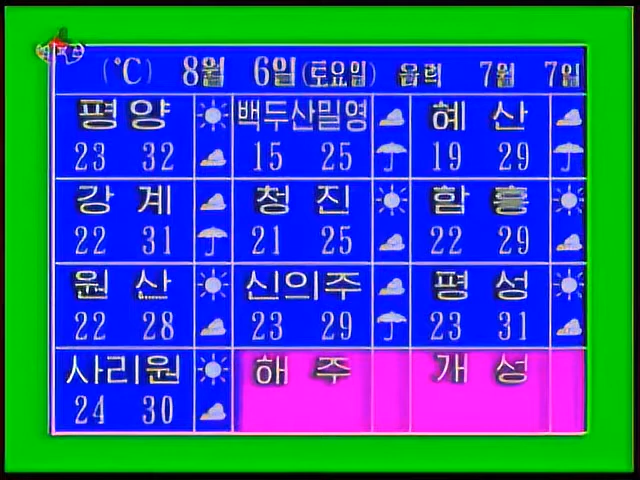 (℃) 8월 6일(토요일) 음력 7월 7일
평양 백두산밀영 혜산
23 32 15 25 19 29
강계 청진 함흥
22 31 21 25 22 29
원산 신의주 평성
22 28 23 29 23 31
사리원 해주 개성
24 30